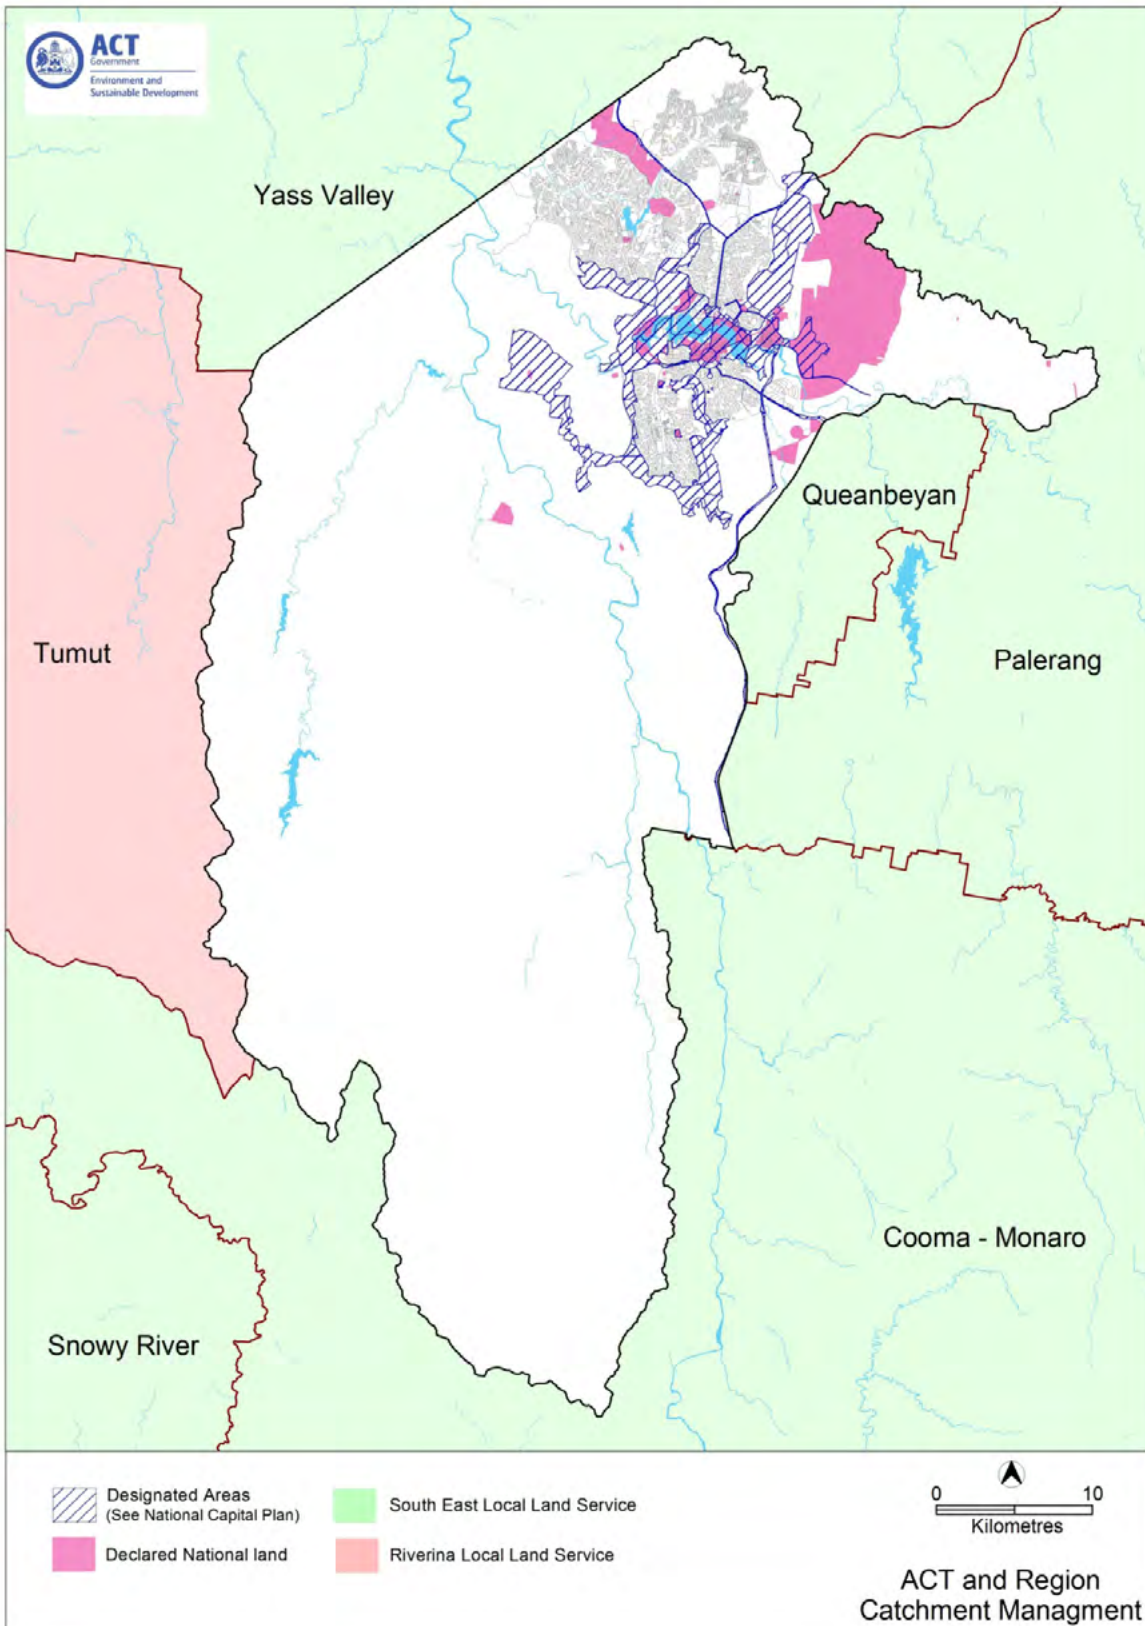 ACT
Government
Environment and
Sustainable Development
Yass Valley
Queanbeyan
Tumut
Palerang
Cooma - Monaro
Snowy River
Designated Areas
(See National Capital Plan)
South East Local Land Service
Declared National land
Riverina Local Land Service
0 10
Kilometres
ACT and Region
Catchment Managment